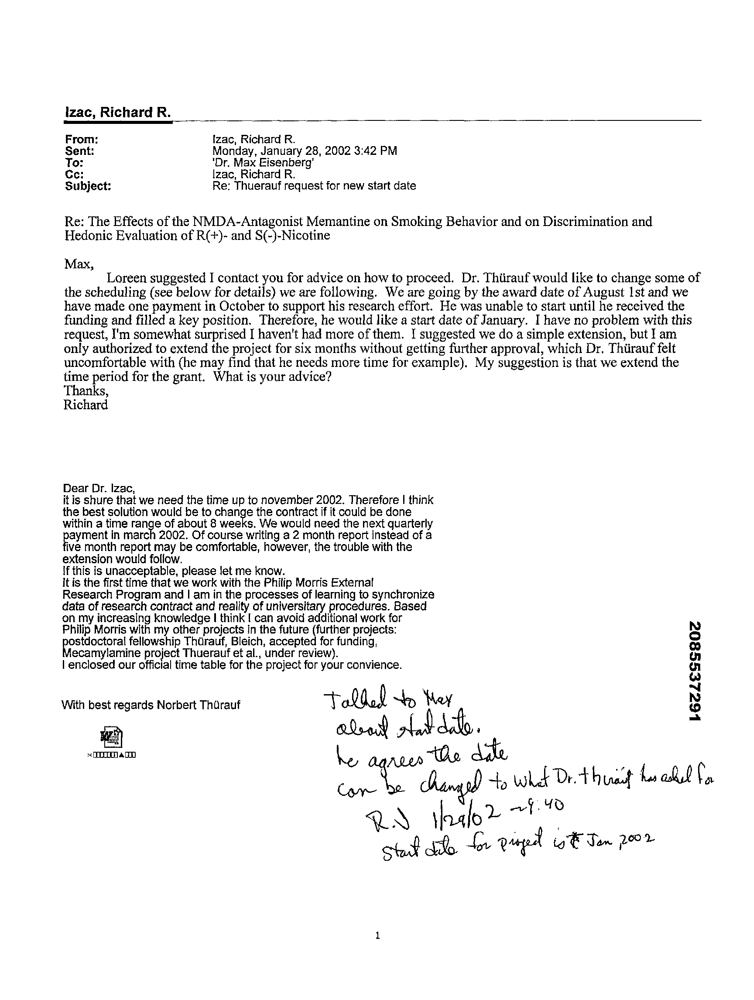 Izac, Richard R.
From: Izac, Richard R.
Sent: Monday, January 28, 2002 3:42 PM
To: 'Dr. Max Eisenberg'
Cc: Izac, Richard R.
Subject: Re: Thuerauf request for new start date
Re: The Effects of the NMDA-Antagonist Memantine on Smoking Behavior and on Discrimination and
Hedonic Evaluation of R(+)- and S(-)-Nicotine
Max,
Loreen suggested I contact you for advice on how to proceed. Dr. Thürauf would like to change some of
the scheduling (see below for details) we are following. We are going by the award date of August 1st and we
have made one payment in October to support his research effort. He was unable to start until he received the
funding and filled a key position. Therefore, he would like a start date of January. I have no problem with this
request, I'm somewhat surprised I haven't had more of them. I suggested we do a simple extension, but I am
only authorized to extend the project for six months without getting further approval, which Dr. Thürauf felt
uncomfortable with (he may find that he needs more time for example). My suggestion is that we extend the
time period for the grant. What is your advice?
Thanks,
Richard
Dear Dr. Izac,
it is shure that we need the time up to november 2002. Therefore I think
the best solution would be to change the contract if it could be done
within a time range of about 8 weeks. We would need the next quarterly
payment in march 2002. Of course writing a 2 month report instead of a
five month report may be comfortable, however, the trouble with the
extension would follow.
If this is unacceptable, please let me know.
It is the first time that we work with the Philip Morris External
Research Program and I am in the processes of learning to synchronize
data of research contract and reality of universitary procedures. Based
on my increasing knowledge I think I can avoid additional work for
Philip Morris with my other projects in the future (further projects:
postdoctoral fellowship Thürauf, Bleich, accepted for funding,
Mecamylamine project Thuerauf et al., under review).
I enclosed our official time table for the project for your convience.
With best regards Norbert Thürauf
2085537291
Talked to Max
about start date.
he agrees the date
can be changed to what Dr. has asked for
1/29/02 ~9:40
Start date for project is Jan 2002
1